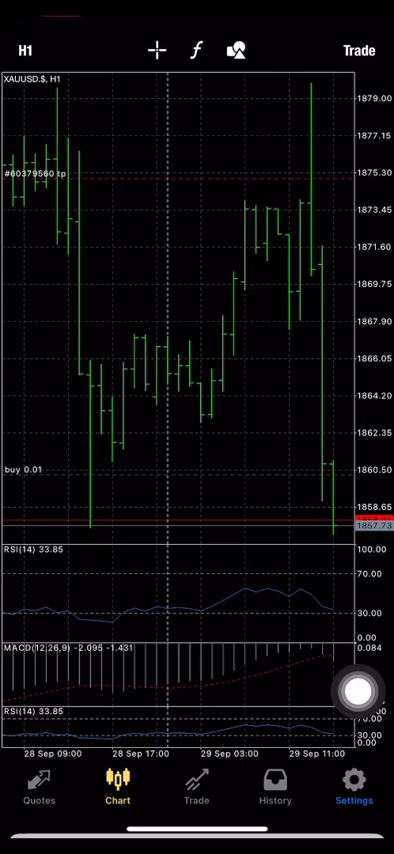 H1
Trade
XAUUSD.$, H1
1879.00
1877.15
#60379560 tp
1875.30
1873.45
1871.60
1869.75
1867.90
1866.05
1864.20
1862.35
buy 0.01
1860.50
1858.65
1857.73
RSI(14) 33.85
100.00
70.00
30.00
0.00
MACD(12,26,9) -2.095 -1.431
0.084
RSI(14) 33.85
70.00
30.00
0.00
28 Sep 09:00
28 Sep 17:00
29 Sep 03:00
29 Sep 11:00
Quotes
Chart
Trade
History
Settings